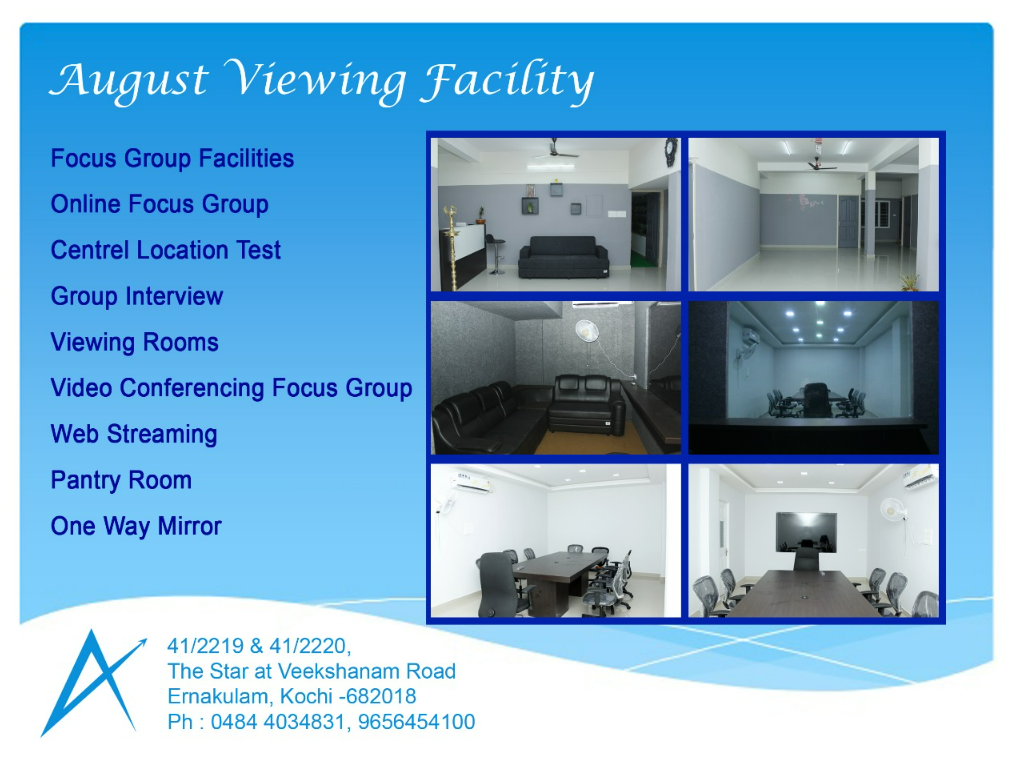 August Viewing Facility
Focus Group Facilities
Online Focus Group
Centrel Location Test
Group Interview
Viewing Rooms
Video Conferencing Focus Group
Web Streaming
Pantry Room
One Way Mirror
41/2219 & 41/2220,
The Star at Veekshanam Road
Ernakulam, Kochi -682018
Ph : 0484 4034831, 9656454100